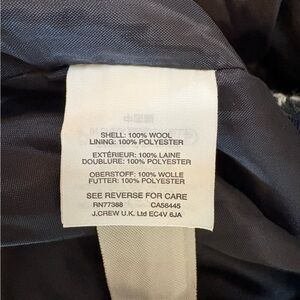 SHELL: 100% WOOL
LINING: 100% POLYESTER
EXTÉRIEUR: 100% LAINE
DOUBLURE: 100% POLYESTER
OBERSTOFF: 100% WOLLE
FUTTER: 100% POLYESTER
SEE REVERSE FOR CARE
RN77388 CA58445
J.CREW U.K. Ltd EC4V 6JA